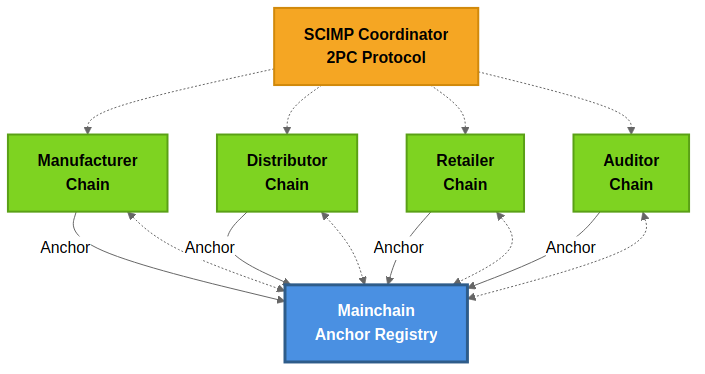 SCIMP Coordinator
2PC Protocol
Manufacturer
Chain
Distributor
Chain
Retailer
Chain
Auditor
Chain
Anchor
Anchor
Anchor
Anchor
Mainchain
Anchor Registry